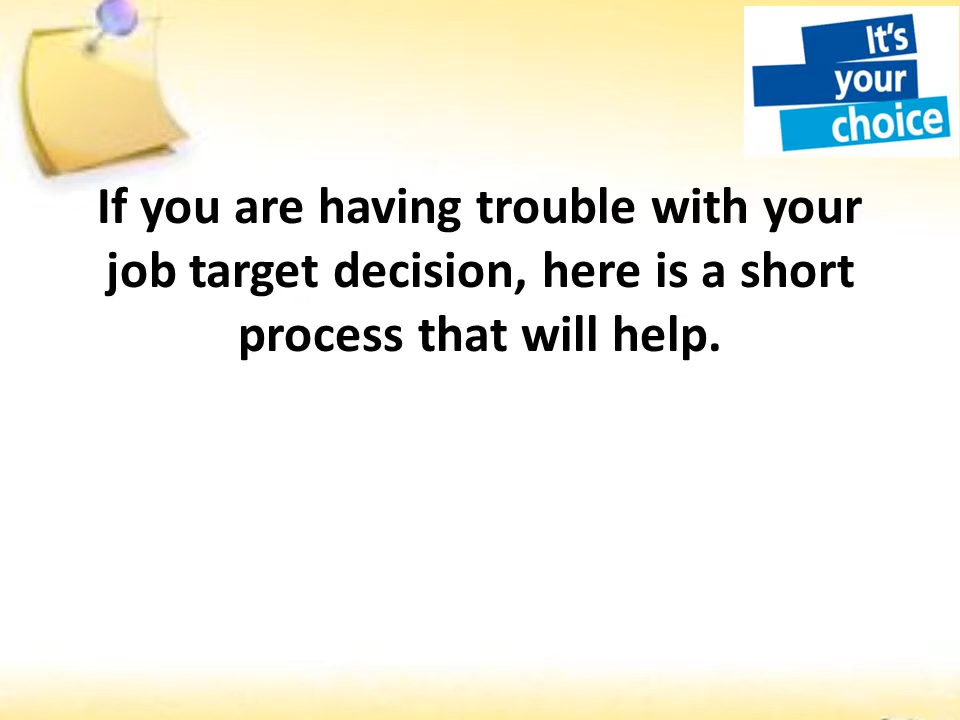 It's
your
choice
If you are having trouble with your
job target decision, here is a short
process that will help.